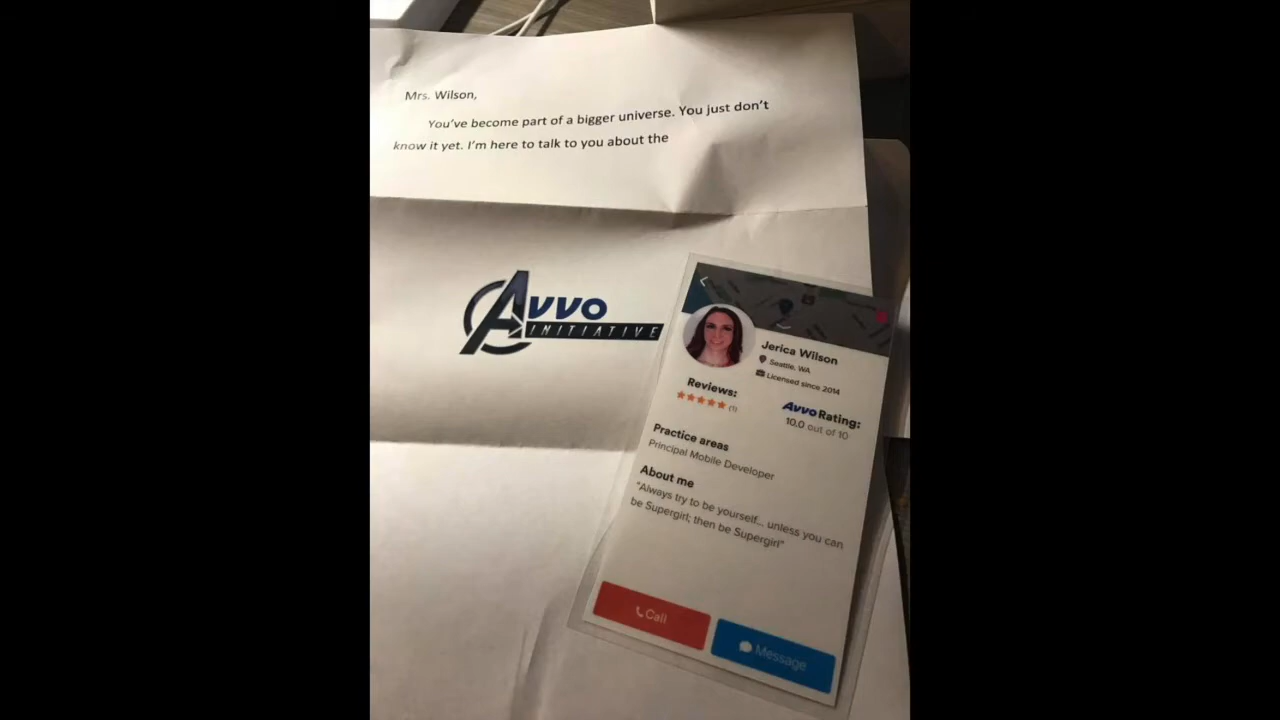 Mrs. Wilson,
You've become part of a bigger universe. You just don't
know it yet. I'm here to talk to you about the
Avvo
INITIATIVE
Jerica Wilson
Seattle, WA
Licensed since 2014
Reviews:
(1)
Avvo Rating:
10.0 out of 10
Practice areas
Principal Mobile Developer
About me
"Always try to be yourself... unless you can
be Supergirl; then be Supergirl"
Call
Message